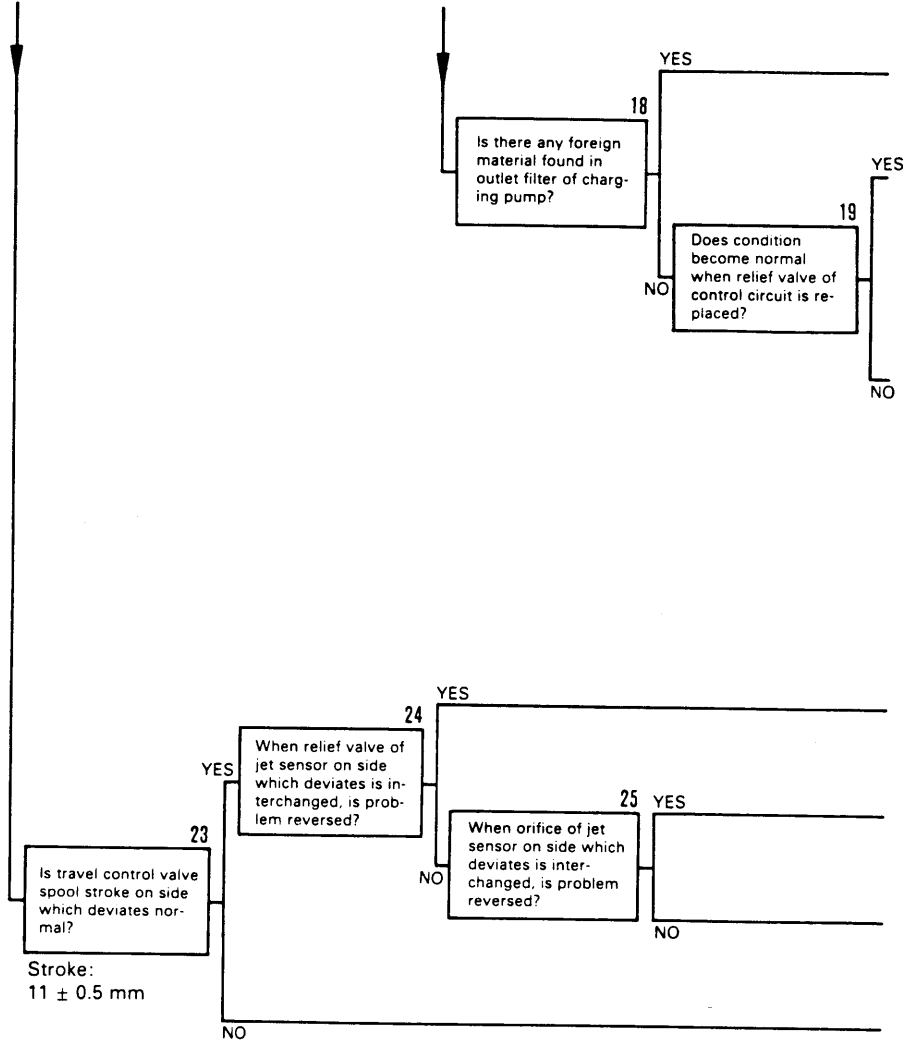 YES
18
Is there any foreign
material found in
outlet filter of charg-
ing pump?
YES
19
Does condition
become normal
when relief valve of
control circuit is re-
placed?
NO
NO
YES
24
When relief valve of
jet sensor on side
which deviates is in-
terchanged, is prob-
lem reversed?
YES
25
YES
When orifice of jet
sensor on side which
deviates is inter-
changed, is problem
reversed?
23
Is travel control valve
spool stroke on side
which deviates nor-
mal?
NO
NO
Stroke:
11 ± 0.5 mm
NO